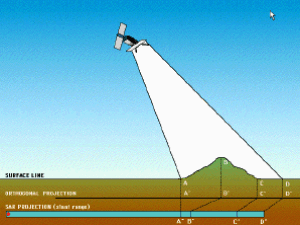 B
SURFACE LINE A C D
ORTHOGONAL PROJECTION A' B' C' D'
SAR PROJECTION (slant range)
A" B" C" D"